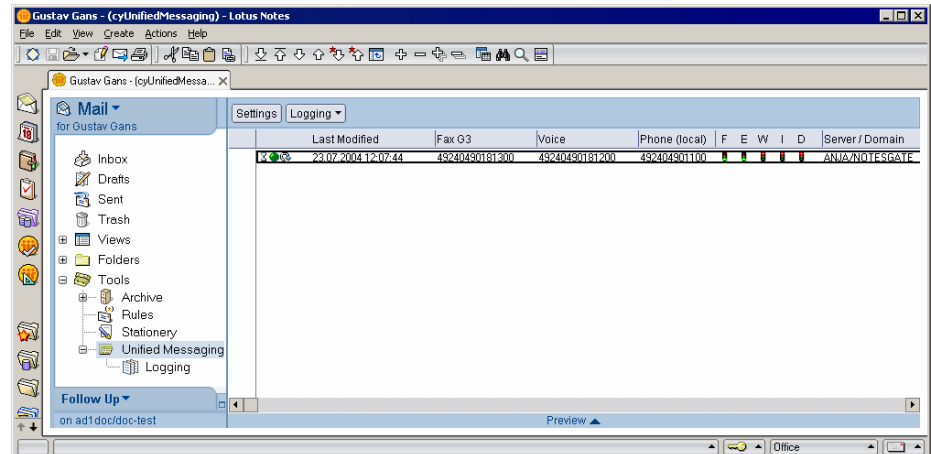 Gustav Gans - (cyUnifiedMessaging) - Lotus Notes
File Edit View Create Actions Help
Gustav Gans - (cyUnifiedMessa...
Mail
for Gustav Gans
Settings Logging
Last Modified Fax G3 Voice Phone (local) F E W I D Server / Domain
23.07.2004 12:07:44 49240490181300 49240490181200 492404901100 ANJA/NOTESGATE
Inbox
Drafts
Sent
Trash
Views
Folders
Tools
Archive
Rules
Stationery
Unified Messaging
Logging
Follow Up
on ad1doc/doc-test
Preview
Office